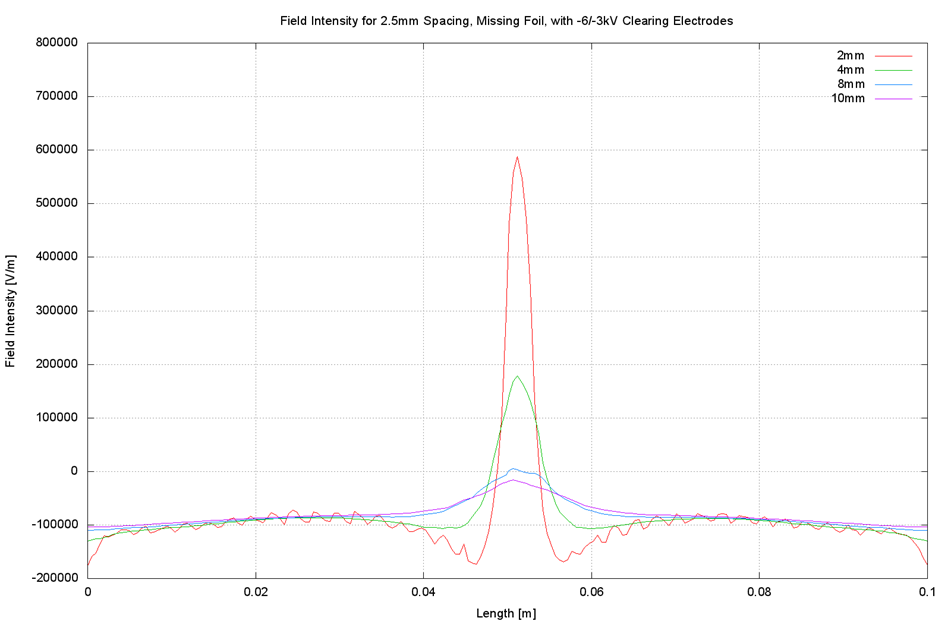 Field Intensity for 2.5mm Spacing, Missing Foil, with -6/-3kV Clearing Electrodes
800000
700000
600000
500000
400000
300000
200000
100000
0
-100000
-200000
Field Intensity [V/m]
2mm
4mm
8mm
10mm
0
0.02
0.04
0.06
0.08
0.1
Length [m]